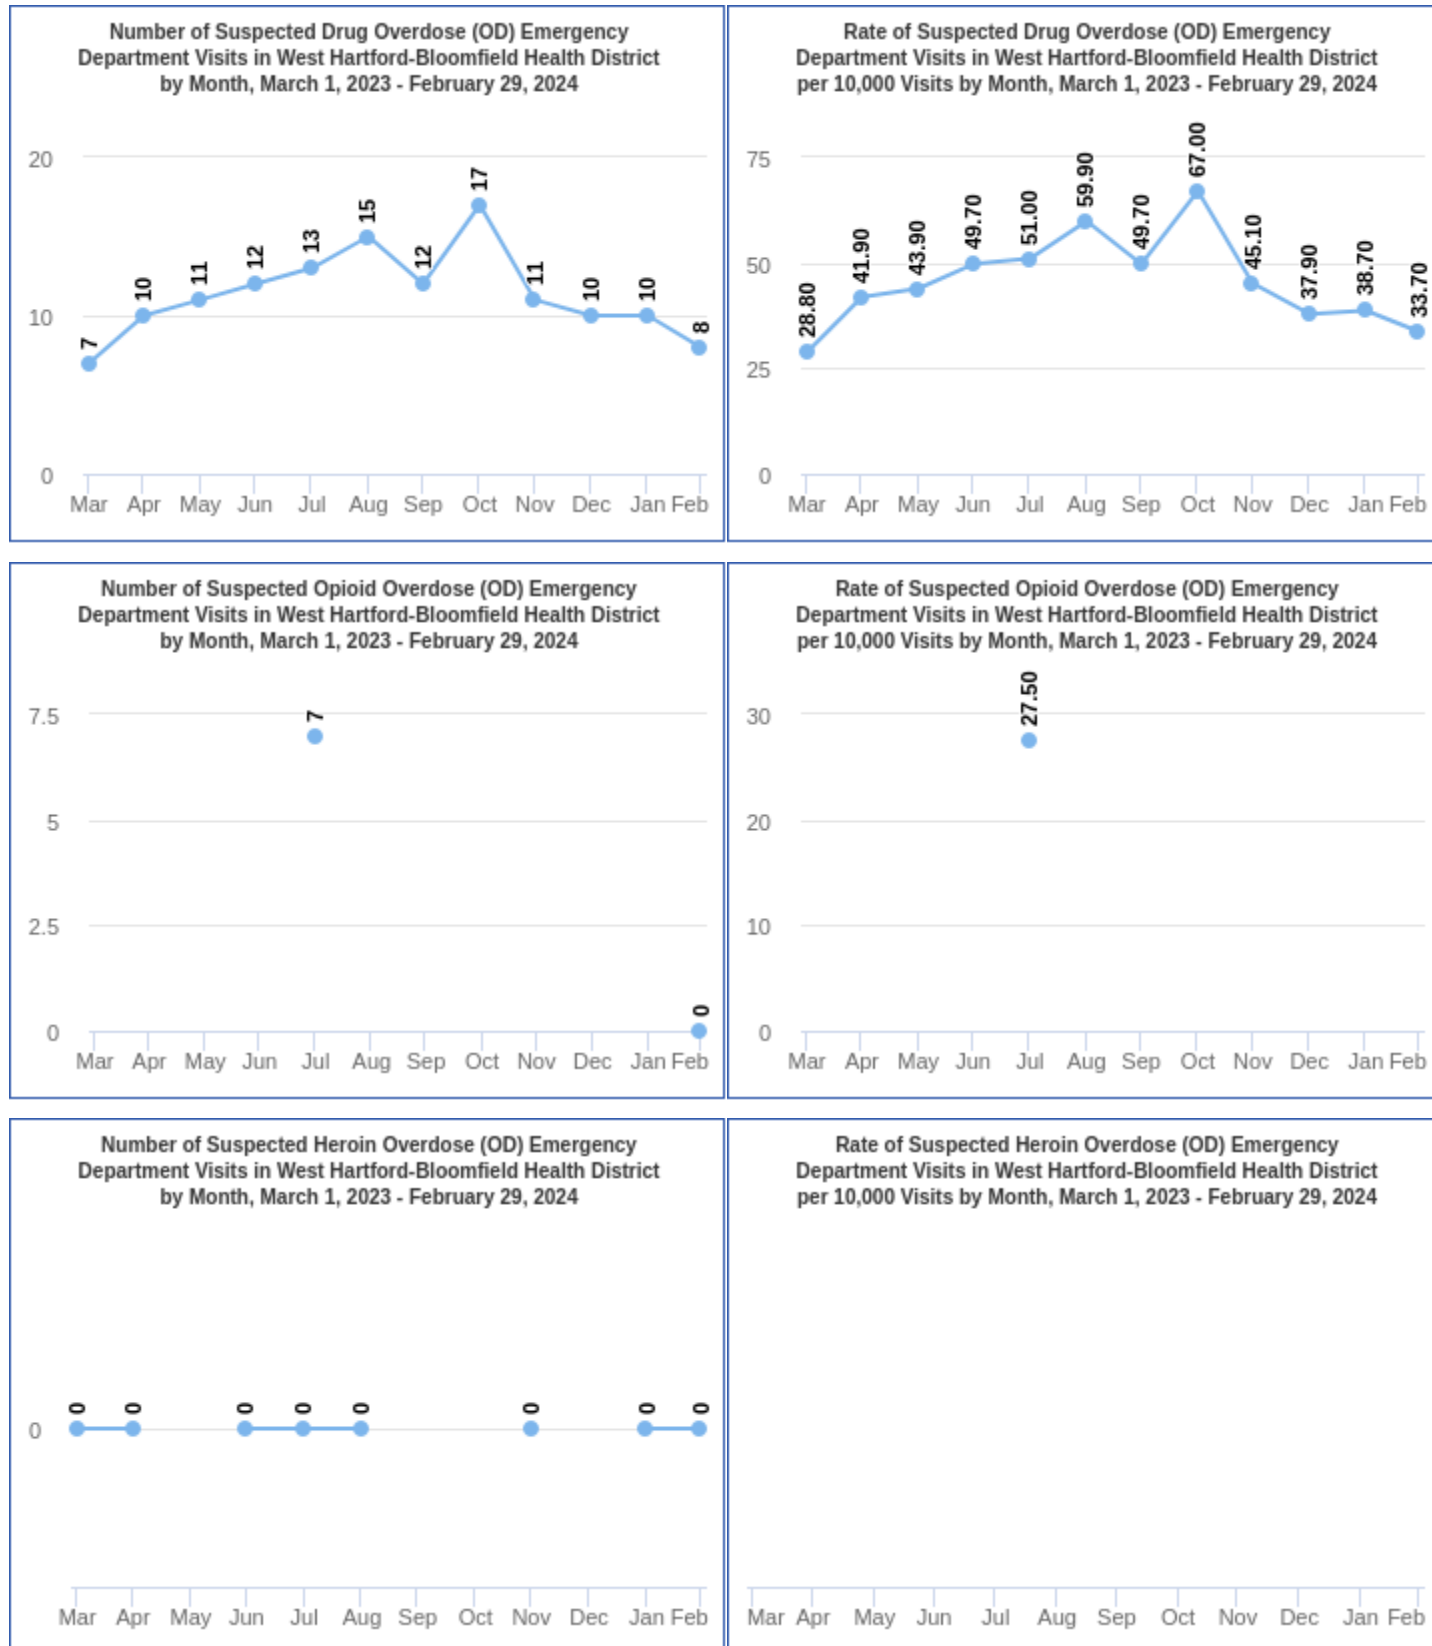 Number of Suspected Drug Overdose (OD) Emergency
Department Visits in West Hartford-Bloomfield Health District
by Month, March 1, 2023 - February 29, 2024
20
10
0
7
10
11
12
13
15
12
17
11
10
10
8
Mar Apr May Jun Jul Aug Sep Oct Nov Dec Jan Feb
Rate of Suspected Drug Overdose (OD) Emergency
Department Visits in West Hartford-Bloomfield Health District
per 10,000 Visits by Month, March 1, 2023 - February 29, 2024
75
50
25
0
28.80
41.90
43.90
49.70
51.00
59.90
49.70
67.00
45.10
37.90
38.70
33.70
Mar Apr May Jun Jul Aug Sep Oct Nov Dec Jan Feb
Number of Suspected Opioid Overdose (OD) Emergency
Department Visits in West Hartford-Bloomfield Health District
by Month, March 1, 2023 - February 29, 2024
7.5
5
2.5
0
7
0
Mar Apr May Jun Jul Aug Sep Oct Nov Dec Jan Feb
Rate of Suspected Opioid Overdose (OD) Emergency
Department Visits in West Hartford-Bloomfield Health District
per 10,000 Visits by Month, March 1, 2023 - February 29, 2024
30
20
10
0
27.50
Mar Apr May Jun Jul Aug Sep Oct Nov Dec Jan Feb
Number of Suspected Heroin Overdose (OD) Emergency
Department Visits in West Hartford-Bloomfield Health District
by Month, March 1, 2023 - February 29, 2024
0
0
0
0
0
0
0
0
0
Mar Apr May Jun Jul Aug Sep Oct Nov Dec Jan Feb
Rate of Suspected Heroin Overdose (OD) Emergency
Department Visits in West Hartford-Bloomfield Health District
per 10,000 Visits by Month, March 1, 2023 - February 29, 2024
Mar Apr May Jun Jul Aug Sep Oct Nov Dec Jan Feb